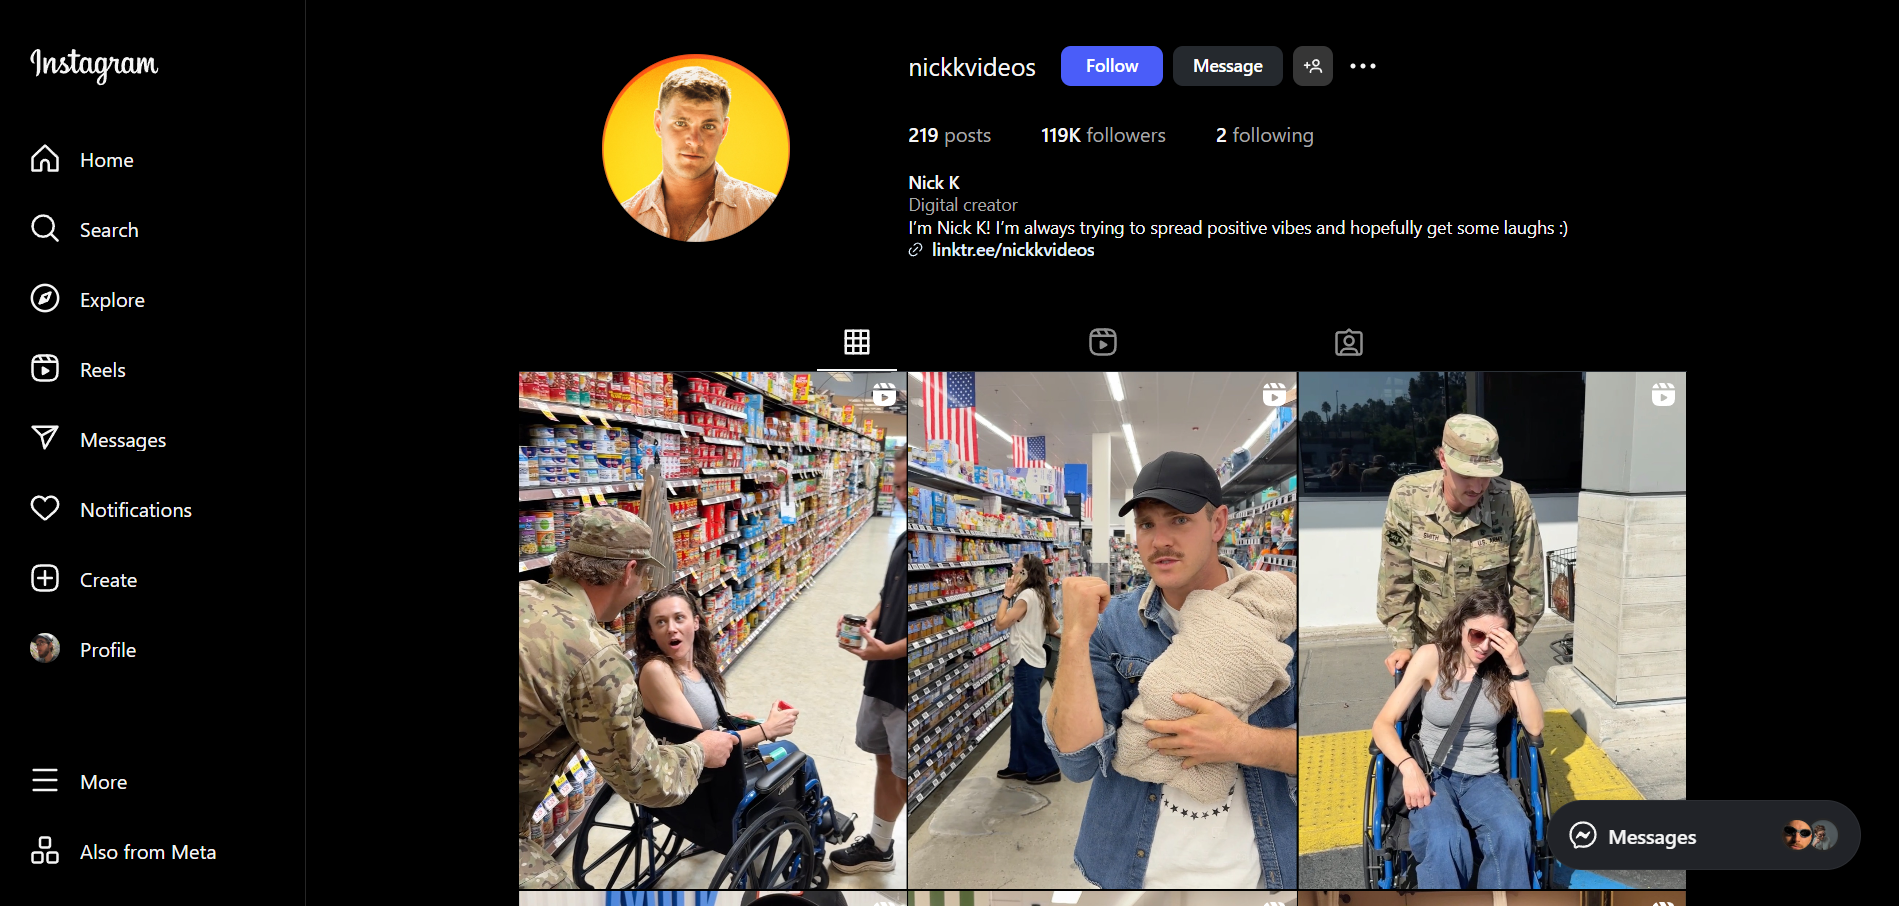 Instagram
Home
Search
Explore
Reels
Messages
Notifications
Create
Profile
More
Also from Meta
nickkvideos
Follow
Message
219 posts
119K followers
2 following
Nick K
Digital creator
I’m Nick K! I’m always trying to spread positive vibes and hopefully get some laughs :)
linktr.ee/nickkvideos
SMITH
U.S. ARMY
Messages